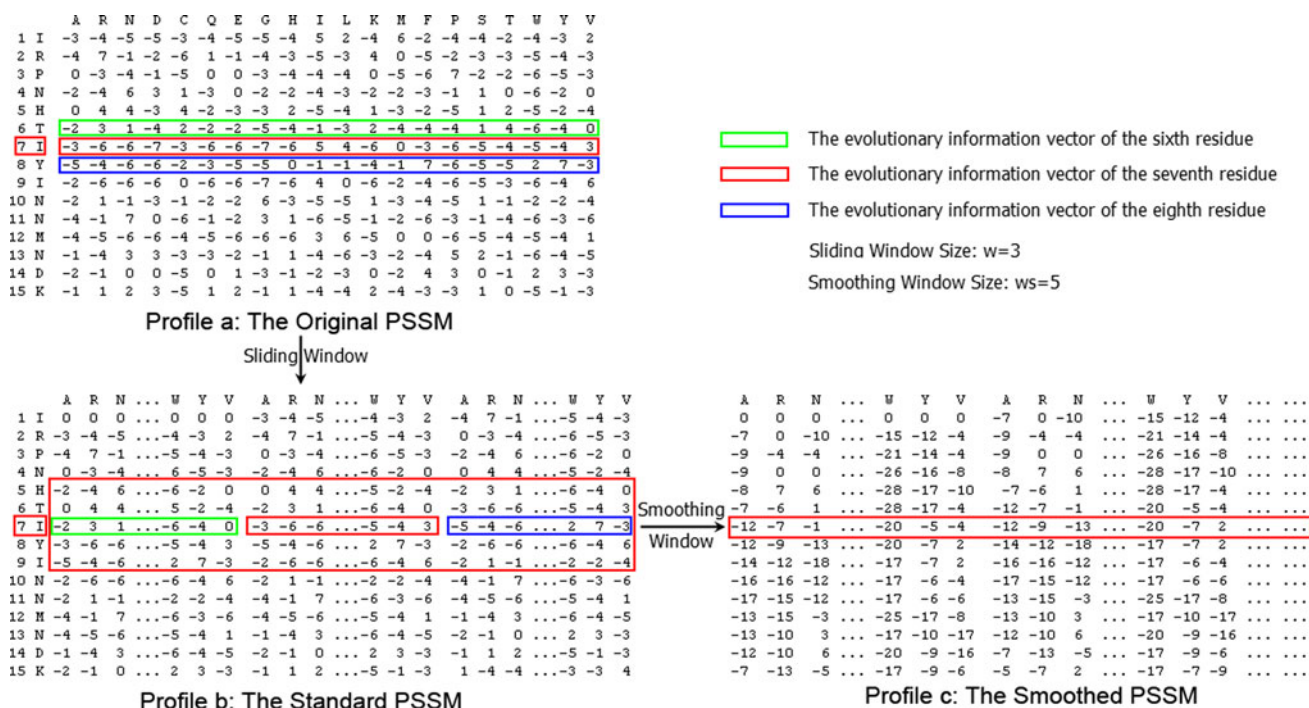 A R N D C Q E G H I L K M F P S T W Y V
1 I -3 -4 -5 -5 -3 -4 -5 -5 -4 5 2 -4 6 -2 -4 -4 -2 -4 -3 2
2 R -4 7 -1 -2 -6 1 -1 -4 -3 -5 -3 4 0 -5 -2 -3 -3 -5 -4 -3
3 P 0 -3 -4 -1 -5 0 0 -3 -4 -4 -4 0 -5 -6 7 -2 -2 -6 -5 -3
4 N -2 -4 6 3 1 -3 0 -2 -2 -4 -3 -2 -2 -3 -1 1 0 -6 -2 0
5 H 0 4 4 -3 4 -2 -3 -3 2 -5 -4 1 -3 -2 -5 1 2 -5 -2 -4
6 T -2 3 1 -4 2 -2 -2 -5 -4 -1 -3 2 -4 -4 -4 1 4 -6 -4 0
7 I -3 -6 -6 -7 -3 -6 -6 -7 -6 5 4 -6 0 -3 -6 -5 -4 -5 -4 3
8 Y -5 -4 -6 -6 -2 -3 -5 -5 0 -1 -1 -4 -1 7 -6 -5 -5 2 7 -3
9 I -2 -6 -6 -6 0 -6 -6 -7 -6 4 0 -6 -2 -4 -6 -5 -3 -6 -4 6
10 N -2 1 -1 -3 -1 -2 -2 6 -3 -5 -5 1 -3 -4 -5 1 -1 -2 -2 -4
11 N -4 -1 7 0 -6 -1 -2 3 1 -6 -5 -1 -2 -6 -3 -1 -4 -6 -3 -6
12 M -4 -5 -6 -6 -4 -5 -6 -6 -6 3 6 -5 0 0 -6 -5 -4 -5 -4 1
13 N -1 -4 3 3 -3 -3 -2 -1 1 -4 -6 -3 -2 -4 5 2 -1 -6 -4 -5
14 D -2 -1 0 0 -5 0 1 -3 -1 -2 -3 0 -2 4 3 0 -1 2 3 -3
15 K -1 1 2 3 -5 1 2 -1 1 -4 -4 2 -4 -3 -3 1 0 -5 -1 -3
Profile a: The Original PSSM
The evolutionary information vector of the sixth residue
The evolutionary information vector of the seventh residue
The evolutionary information vector of the eighth residue
Sliding Window Size: w=3
Smoothing Window Size: ws=5
Sliding Window
A R N ... W Y V A R N ... W Y V A R N ... W Y V
1 I 0 0 0 ... 0 0 0 -3 -4 -5 ...-4 -3 2 -4 7 -1 ...-5 -4 -3
2 R -3 -4 -5 ...-4 -3 2 -4 7 -1 ...-5 -4 -3 0 -3 -4 ...-6 -5 -3
3 P -4 7 -1 ...-5 -4 -3 0 -3 -4 ...-6 -5 -3 -2 -4 6 ...-6 -2 0
4 N 0 -3 -4 ... 6 -5 -3 -2 -4 6 ...-6 -2 0 0 4 4 ...-5 -2 -4
5 H -2 -4 6 ...-6 -2 0 0 4 4 ...-5 -2 -4 -2 3 1 ...-6 -4 0
6 T 0 4 4 ... 5 -2 -4 -2 3 1 ...-6 -4 0 -3 -6 -6 ...-5 -4 3
7 I -2 3 1 ...-6 -4 0 -3 -6 -6 ...-5 -4 3 -5 -4 -6 ... 2 7 -3
8 Y -3 -6 -6 ...-5 -4 3 -5 -4 -6 ... 2 7 -3 -2 -6 -6 ...-6 -4 6
9 I -5 -4 -6 ... 2 7 -3 -2 -6 -6 ...-6 -4 6 -2 1 -1 ...-2 -2 -4
10 N -2 -6 -6 ...-6 -4 6 -2 1 -1 ...-2 -2 -4 -4 -1 7 ...-6 -3 -6
11 N -2 1 -1 ...-2 -2 -4 -4 -1 7 ...-6 -3 -6 -4 -5 -6 ...-5 -4 1
12 M -4 -1 7 ...-6 -3 -6 -4 -5 -6 ...-5 -4 1 -1 -4 3 ...-6 -4 -5
13 N -4 -5 -6 ...-5 -4 1 -1 -4 3 ...-6 -4 -5 -2 -1 0 ... 2 3 -3
14 D -1 -4 3 ...-6 -4 -5 -2 -1 0 ... 2 3 -3 -1 1 2 ...-5 -1 -3
15 K -2 -1 0 ... 2 3 -3 -1 1 2 ...-5 -1 -3 1 -4 -4 ...-3 -3 4
Profile b: The Standard PSSM
Smoothing
Window
A R N ... W Y V A R N ... W Y V ... ...
0 0 0 ... 0 0 0 -7 0 -10 ... -15 -12 -4 ... ...
-7 0 -10 ... -15 -12 -4 -9 -4 -4 ... -21 -14 -4 ... ...
-9 -4 -4 ... -21 -14 -4 -9 0 0 ... -26 -16 -8 ... ...
-9 0 0 ... -26 -16 -8 -8 7 6 ... -28 -17 -10 ... ...
-8 7 6 ... -28 -17 -10 -7 -6 1 ... -28 -17 -4 ... ...
-7 -6 1 ... -28 -17 -4 -12 -7 -1 ... -20 -5 -4 ... ...
-12 -7 -1 ... -20 -5 -4 -12 -9 -13 ... -20 -7 2 ... ...
-12 -9 -13 ... -20 -7 2 -14 -12 -18 ... -17 -7 2 ... ...
-14 -12 -18 ... -17 -7 2 -16 -16 -12 ... -17 -6 -4 ... ...
-16 -16 -12 ... -17 -6 -4 -17 -15 -12 ... -17 -6 -6 ... ...
-17 -15 -12 ... -17 -6 -6 -13 -15 -3 ... -25 -17 -8 ... ...
-13 -15 -3 ... -25 -17 -8 -13 -10 3 ... -17 -10 -17 ... ...
-13 -10 3 ... -17 -10 -17 -12 -10 6 ... -20 -9 -16 ... ...
-12 -10 6 ... -20 -9 -16 -7 -13 -5 ... -17 -9 -6 ... ...
-7 -13 -5 ... -17 -9 -6 -5 -7 2 ... -17 -7 -9 ... ...
Profile c: The Smoothed PSSM